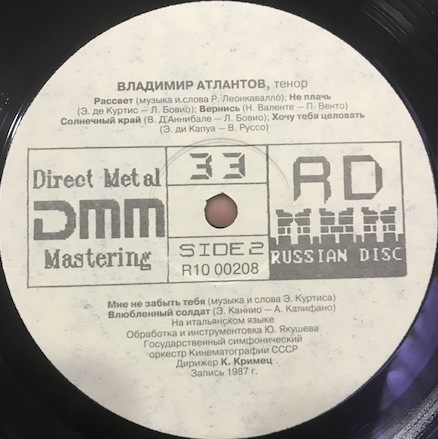 ВЛАДИМИР АТЛАНТОВ, тенор
Рассвет (музыка и слова Р. Леонкавалло); Не плачь
(Э. де Куртис — Л. Бовио); Вернись (Н. Валенте — П. Венто)
Солнечный край (В. Д'Аннибале — Л. Бовио); Хочу тебя целовать
(Э. ди Капуа — В. Руссо)
Direct Metal
DMM
Mastering
33
SIDE 2
R10 00208
RD
RUSSIAN DISC
Мне не забыть тебя (музыка и слова Э. Куртиса)
Влюбленный солдат (Э. Каннио — А. Калифано)
На итальянском языке
Обработка и инструментовка Ю. Якушева
Государственный симфонический
оркестр Кинематографии СССР
Дирижер К. Кримец
Запись 1987 г.